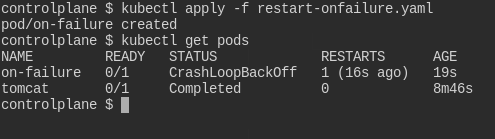 controlplane $ kubectl apply -f restart-onfailure.yaml
pod/on-failure created
controlplane $ kubectl get pods
NAME         READY   STATUS             RESTARTS      AGE
on-failure   0/1     CrashLoopBackOff   1 (16s ago)   19s
tomcat       0/1     Completed          0             8m46s
controlplane $